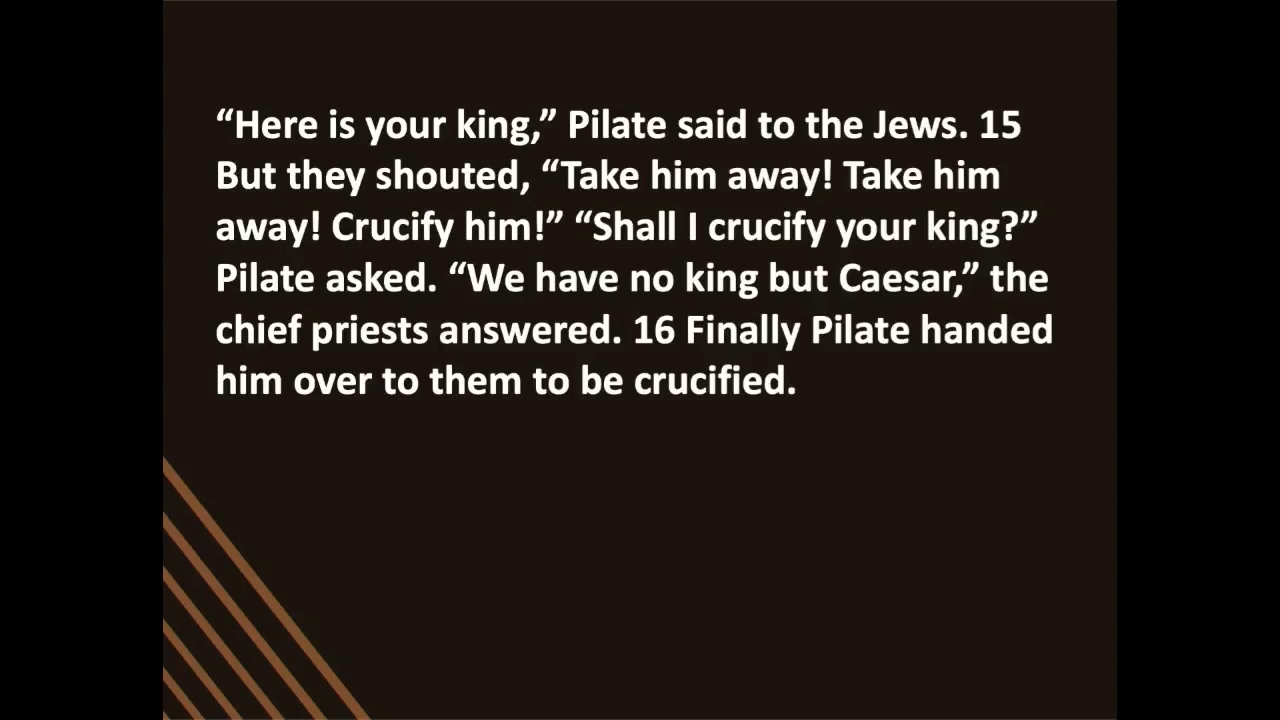 “Here is your king,” Pilate said to the Jews. 15
But they shouted, “Take him away! Take him
away! Crucify him!” “Shall I crucify your king?”
Pilate asked. “We have no king but Caesar,” the
chief priests answered. 16 Finally Pilate handed
him over to them to be crucified.